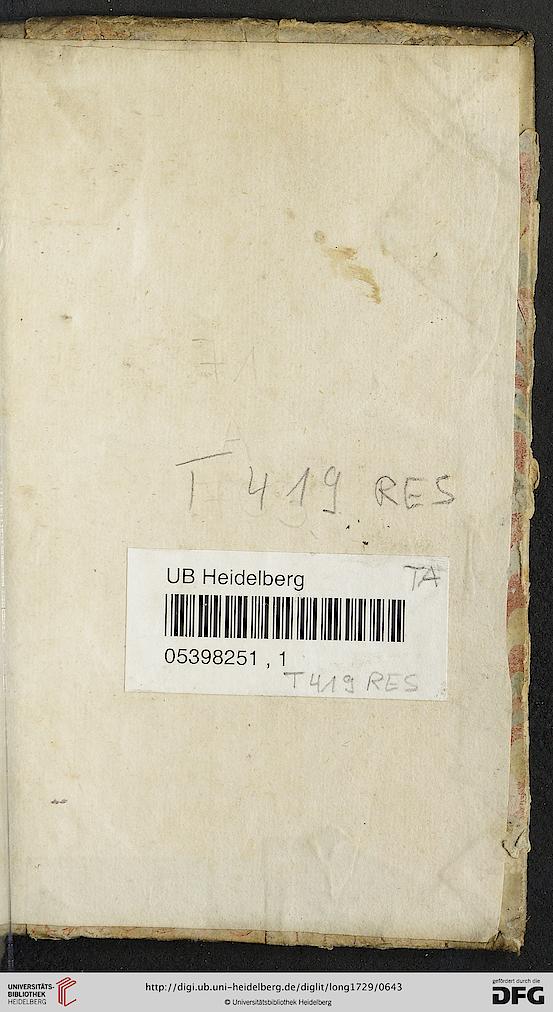 71
A
T 419 RES
UB Heidelberg
TA
05398251 , 1
T 419 RES
UNIVERSITÄTS-
BIBLIOTHEK
HEIDELBERG
http://digi.ub.uni-heidelberg.de/diglit/long1729/0643
© Universitätsbibliothek Heidelberg
gefördert durch die
DFG